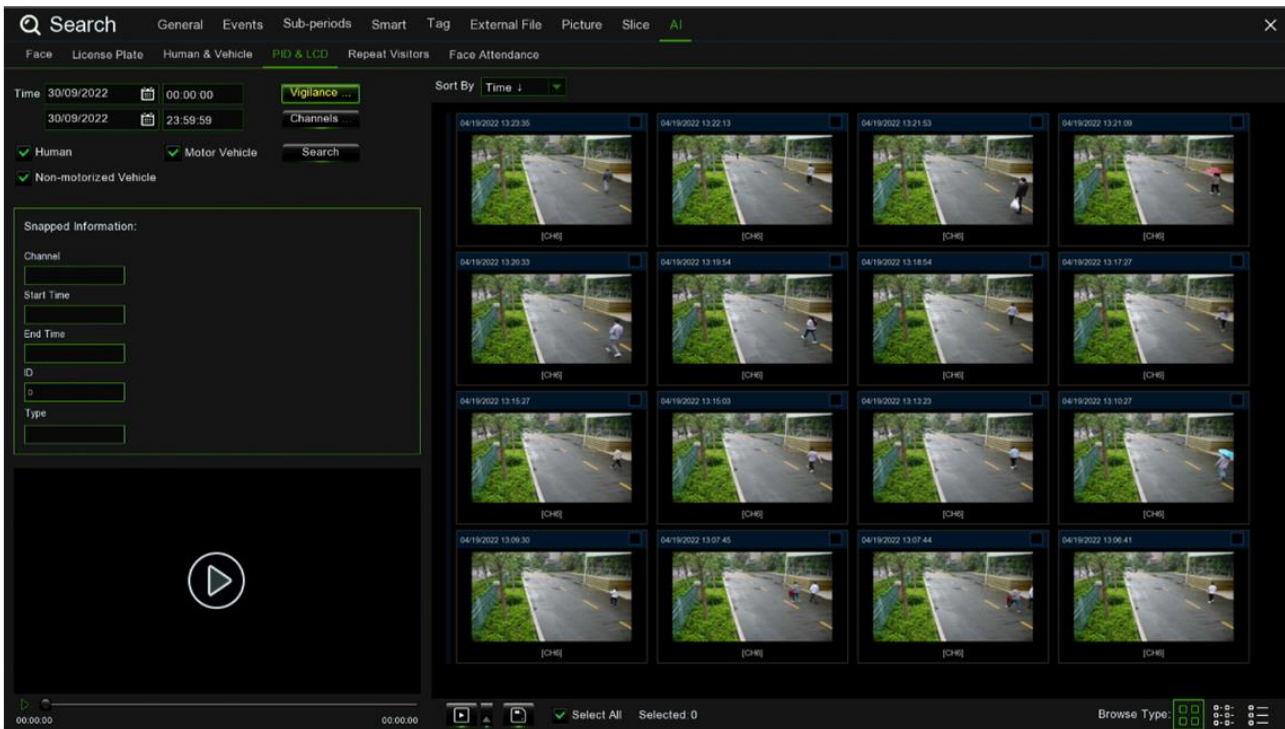 Search General Events Sub-periods Smart Tag External File Picture Slice AI
Face License Plate Human & Vehicle PID & LCD Repeat Visitors Face Attendance
Time 30/09/2022 00:00:00 Vigilance ...
30/09/2022 23:59:59 Channels ...
Human Motor Vehicle Search
Non-motorized Vehicle
Snapped Information:
Channel
Start Time
End Time
ID
0
Type
00:00:00 00:00:00
Sort By Time ↓
04/19/2022 13:23:35 04/19/2022 13:22:13 04/19/2022 13:21:53 04/19/2022 13:21:09
[CH6] [CH6] [CH6] [CH6]
04/19/2022 13:20:33 04/19/2022 13:19:54 04/19/2022 13:18:54 04/19/2022 13:17:27
[CH6] [CH6] [CH6] [CH6]
04/19/2022 13:15:27 04/19/2022 13:15:03 04/19/2022 13:13:23 04/19/2022 13:10:27
[CH6] [CH6] [CH6] [CH6]
04/19/2022 13:09:30 04/19/2022 13:07:45 04/19/2022 13:07:44 04/19/2022 13:06:41
[CH6] [CH6] [CH6] [CH6]
Select All Selected: 0 Browse Type: